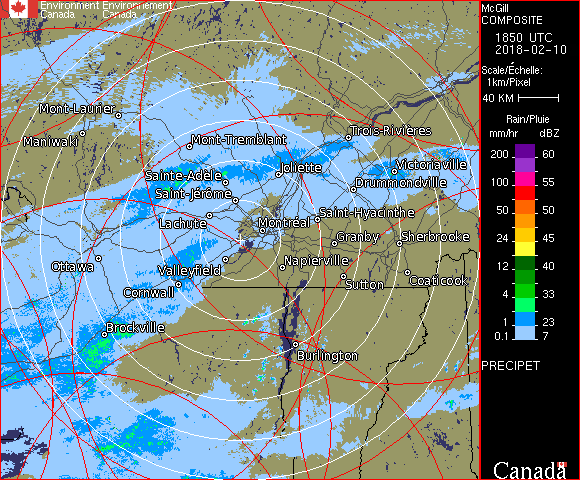 Environment Environnement
Canada Canada
McGill
COMPOSITE
1850 UTC
2018-02-10
Scale/Échelle:
1km/Pixel
40 KM
Rain/Pluie
mm/hr dBZ
200 60
100 55
50 50
24 45
12 40
4 33
1 23
0.1 7
PRECIPET
Canada
Mont-Laurier
Maniwaki
Mont-Tremblant
Trois-Rivières
Sainte-Adèle
Joliette
Victoriaville
Saint-Jérôme
Drummondville
Lachute
Montréal
Saint-Hyacinthe
Granby
Sherbrooke
Ottawa
Valleyfield
Napierville
Cornwall
Sutton
Coaticook
Brockville
Burlington